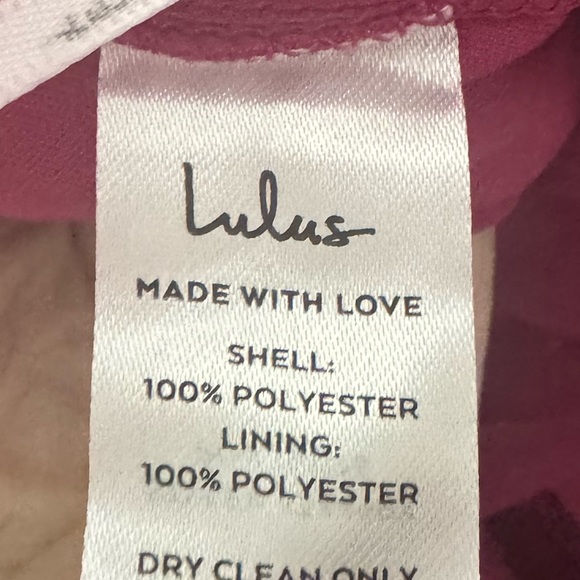 Lulus
MADE WITH LOVE
SHELL:
100% POLYESTER
LINING:
100% POLYESTER
DRY CLEAN ONLY